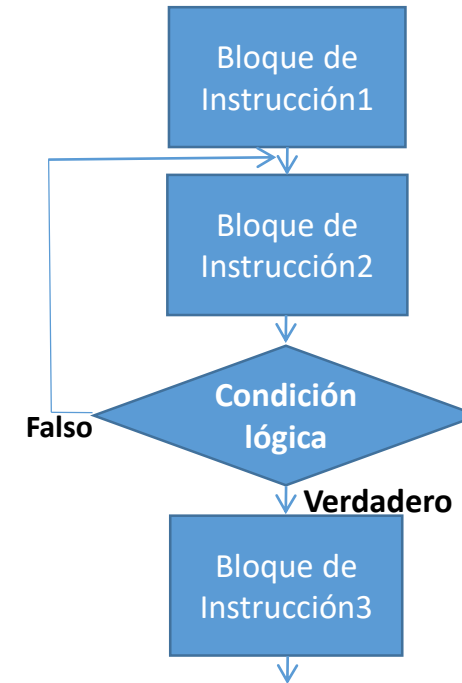 Bloque de
Instrucción1
Bloque de
Instrucción2
Condición
lógica
Falso
Verdadero
Bloque de
Instrucción3